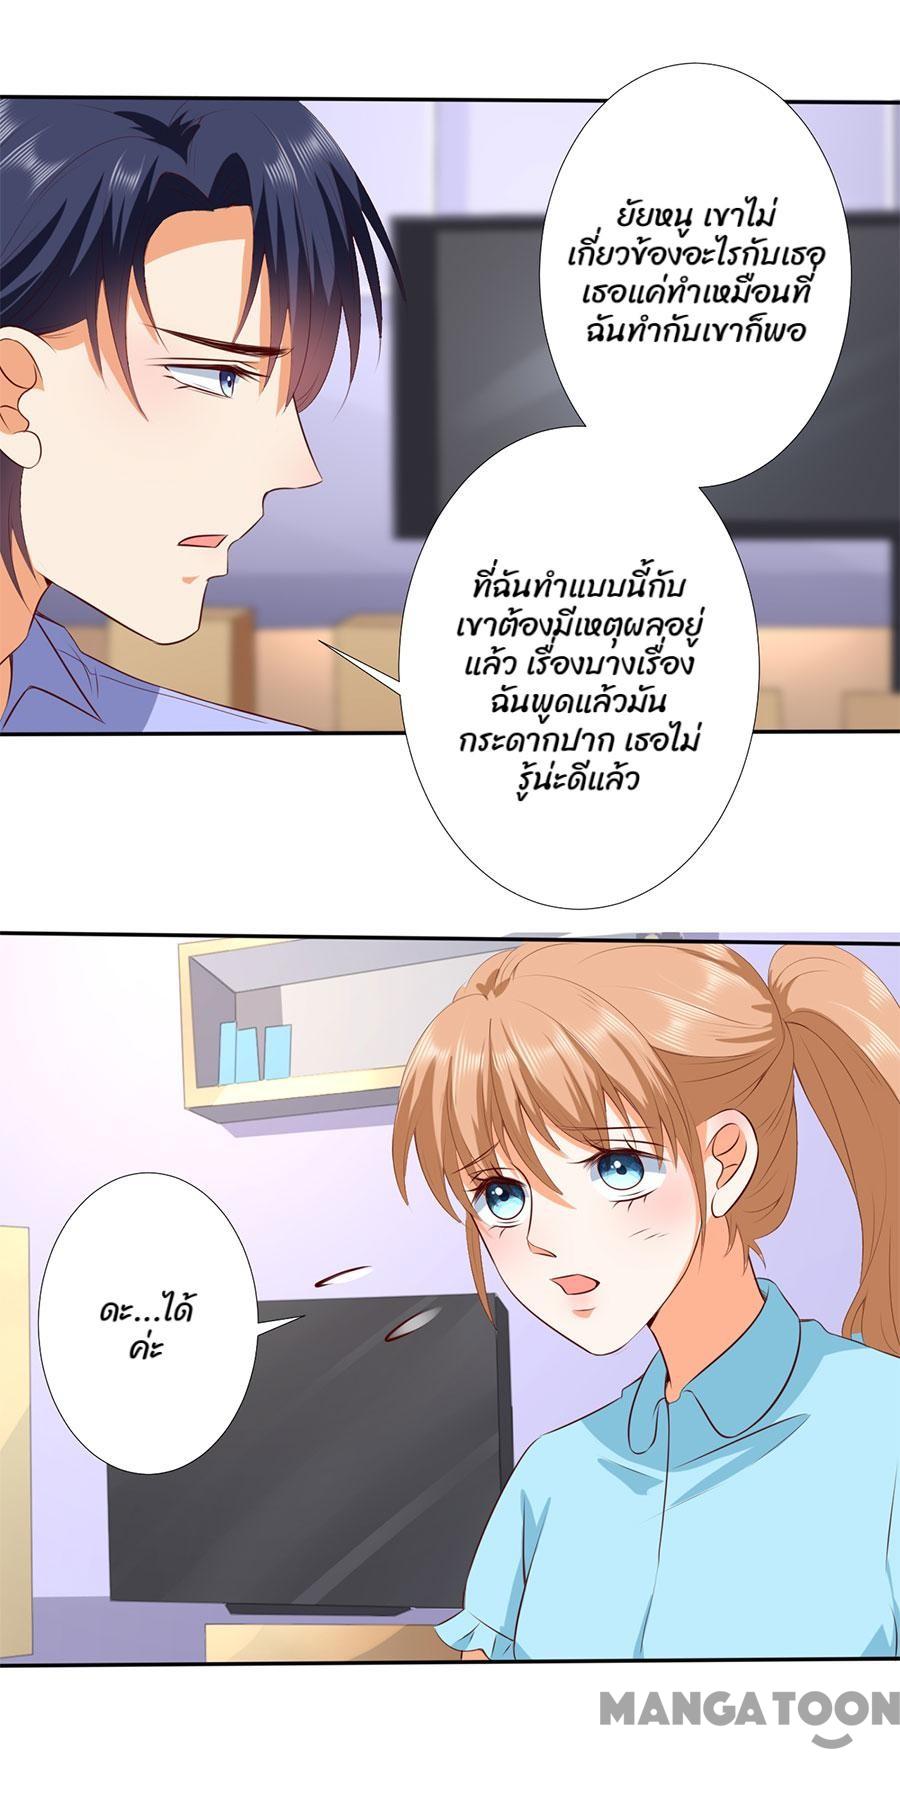 ยัยหนู เขาไม่
เกี่ยวข้องอะไรกับเธอ
เธอแค่ทำเหมือนที่
ฉันทำกับเขาก็พอ
ที่ฉันทำแบบนี้กับ
เขาต้องมีเหตุผลอยู่
แล้ว เรื่องบางเรื่อง
ฉันพูดแล้วมัน
กระดากปาก เธอไม่
รู้น่ะดีแล้ว
ดะ...ได้
ค่ะ
MANGATOON